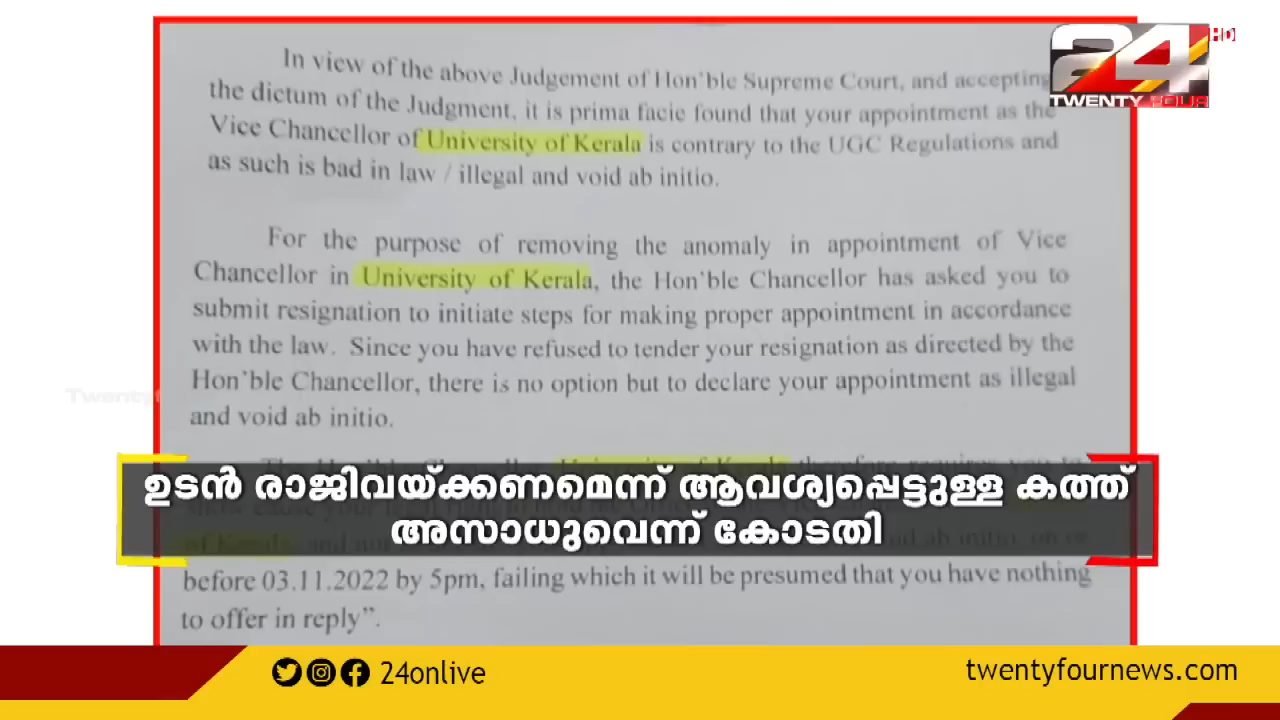 24 HD
TWENTY FOUR
In view of the above Judgement of Hon'ble Supreme Court, and accepting
the dictum of the Judgment, it is prima facie found that your appointment as the
Vice Chancellor of University of Kerala is contrary to the UGC Regulations and
as such is bad in law / illegal and void ab initio.
For the purpose of removing the anomaly in appointment of Vice
Chancellor in University of Kerala, the Hon'ble Chancellor has asked you to
submit resignation to initiate steps for making proper appointment in accordance
with the law. Since you have refused to tender your resignation as directed by the
Hon'ble Chancellor, there is no option but to declare your appointment as illegal
and void ab initio.
Twenty
ഉടൻ രാജിവയ്ക്കണമെന്ന് ആവശ്യപ്പെട്ടുള്ള കത്ത്
അസാധുവെന്ന് കോടതി
before 03.11.2022 by 5pm, failing which it will be presumed that you have nothing
to offer in reply”.
24onlive
twentyfournews.com